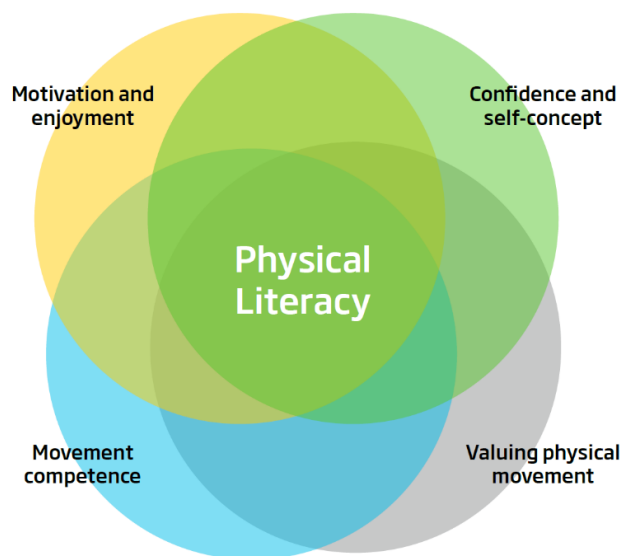 Motivation and
enjoyment
Confidence and
self-concept
Physical
Literacy
Movement
competence
Valuing physical
movement